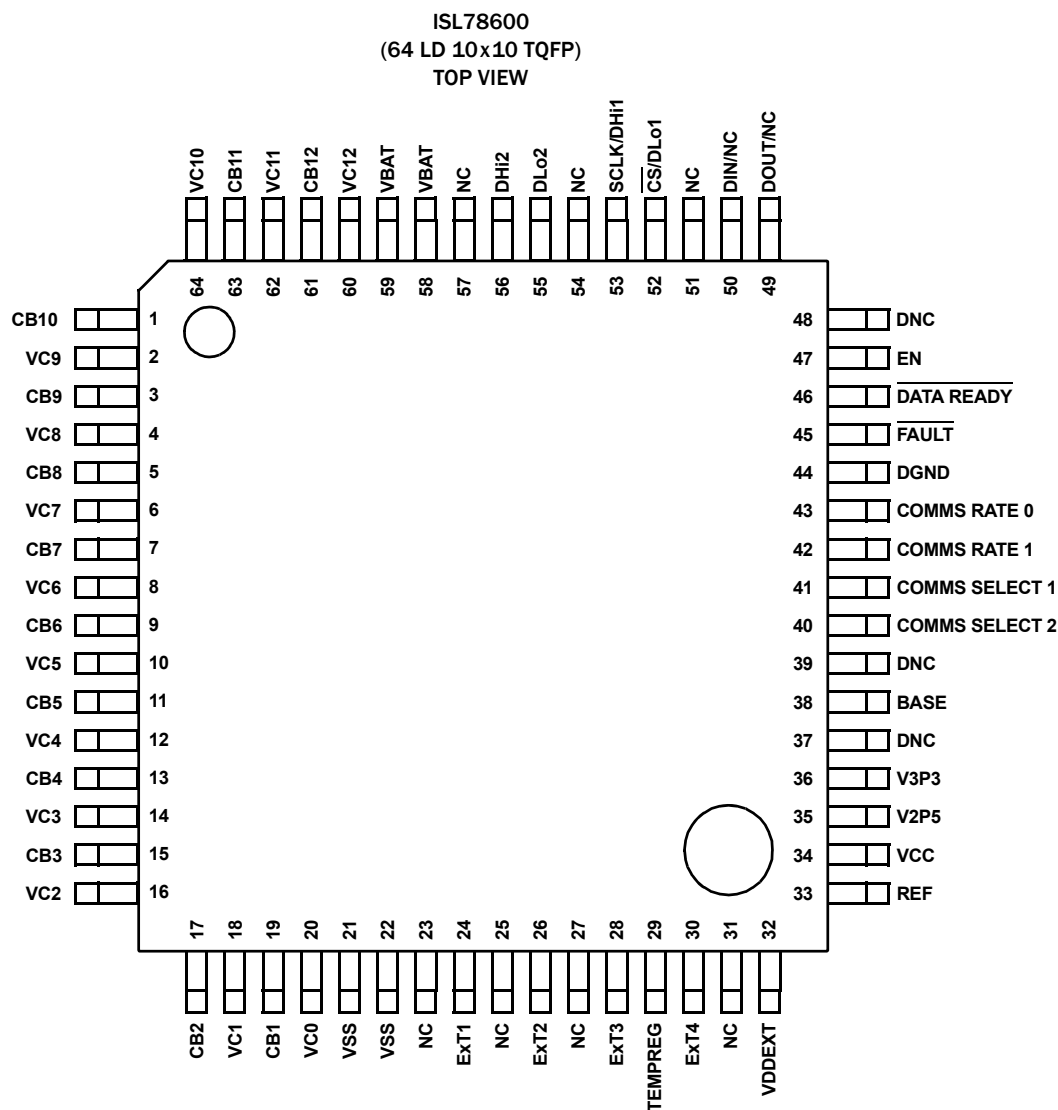 ISL78600
(64 LD 10x10 TQFP)
TOP VIEW
VC10
CB11
VC11
CB12
VC12
VBAT
VBAT
NC
DHi2
DLo2
NC
SCLK/DHi1
CS/DLo1
NC
DIN/NC
DOUT/NC
64
63
62
61
60
59
58
57
56
55
54
53
52
51
50
49
CB10 1
VC9 2
CB9 3
VC8 4
CB8 5
VC7 6
CB7 7
VC6 8
CB6 9
VC5 10
CB5 11
VC4 12
CB4 13
VC3 14
CB3 15
VC2 16
48 DNC
47 EN
46 DATA READY
45 FAULT
44 DGND
43 COMMS RATE 0
42 COMMS RATE 1
41 COMMS SELECT 1
40 COMMS SELECT 2
39 DNC
38 BASE
37 DNC
36 V3P3
35 V2P5
34 VCC
33 REF
17
18
19
20
21
22
23
24
25
26
27
28
29
30
31
32
CB2
VC1
CB1
VC0
VSS
VSS
NC
ExT1
NC
ExT2
NC
ExT3
TEMPREG
ExT4
NC
VDDEXT